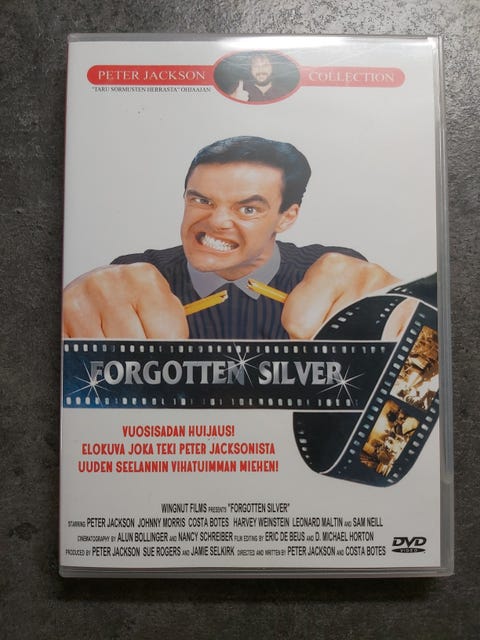 PETER JACKSON COLLECTION
"TARU SORMUSTEN HERRASTA" OHJAAJAN
FORGOTTEN SILVER
VUOSISADAN HUIJAUS!
ELOKUVA JOKA TEKI PETER JACKSONISTA
UUDEN SEELANNIN VIHATUIMMAN MIEHEN!
WINGNUT FILMS PRESENTS "FORGOTTEN SILVER"
STARRING PETER JACKSON JOHNNY MORRIS COSTA BOTES HARVEY WEINSTEIN LEONARD MALTIN AND SAM NEILL
CINEMATOGRAPHY BY ALUN BOLLINGER AND NANCY SCHREIBER FILM EDITING BY ERIC DE BEUS AND D. MICHAEL HORTON
PRODUCED BY PETER JACKSON SUE ROGERS AND JAMIE SELKIRK DIRECTED AND WRITTEN BY PETER JACKSON AND COSTA BOTES
DVD
VIDEO